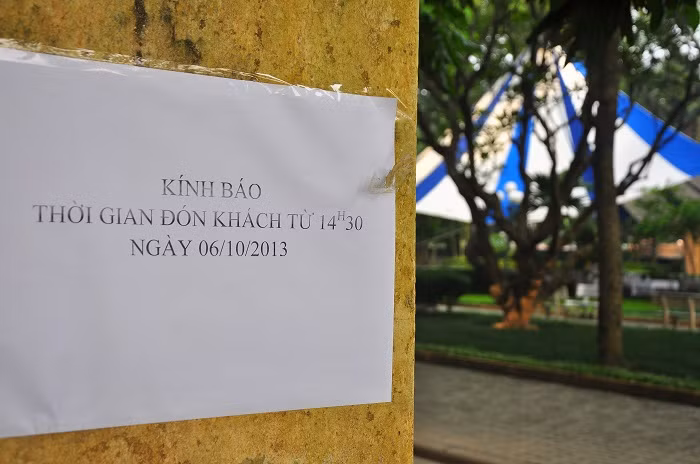 KÍNH BÁO
THỜI GIAN ĐÓN KHÁCH TỪ 14H30
NGÀY 06/10/2013